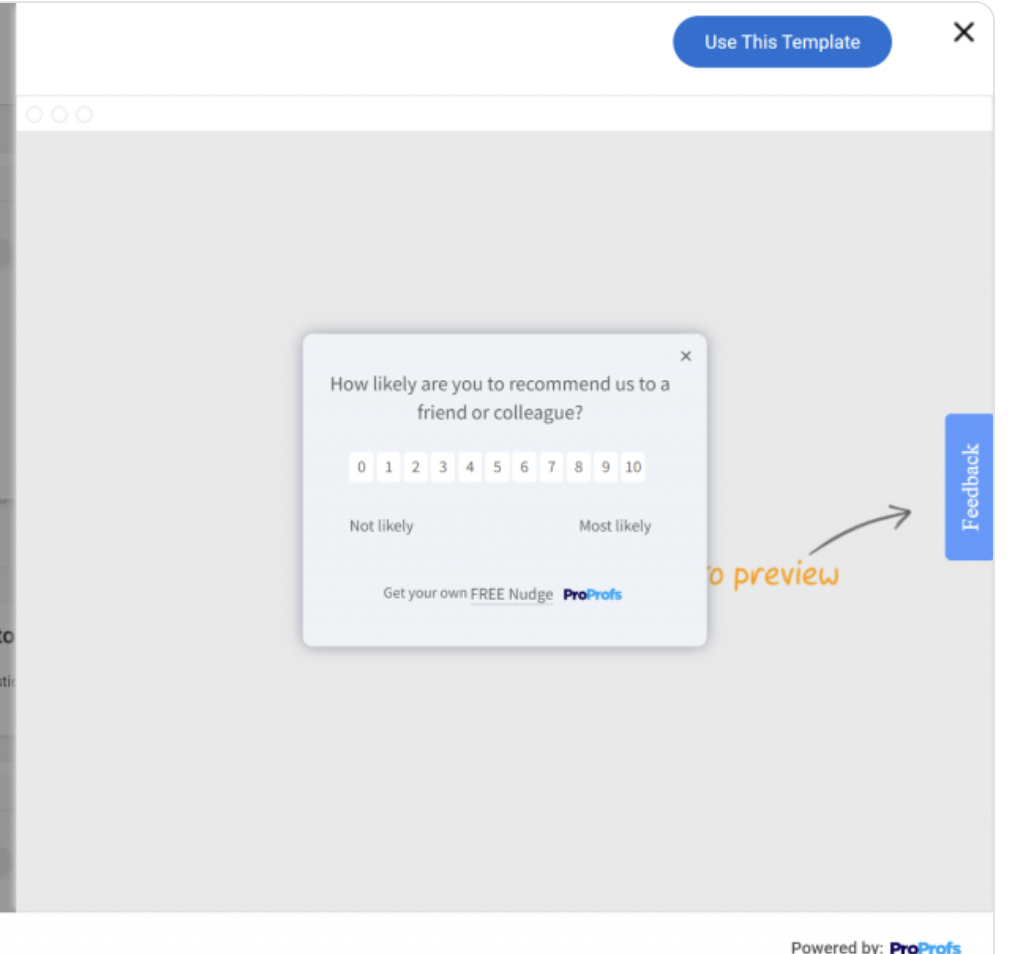 Use This Template
How likely are you to recommend us to a
friend or colleague?
0 1 2 3 4 5 6 7 8 9 10
Not likely Most likely
Feedback
preview
Get your own FREE Nudge ProProfs
to
Powered by: ProProfs